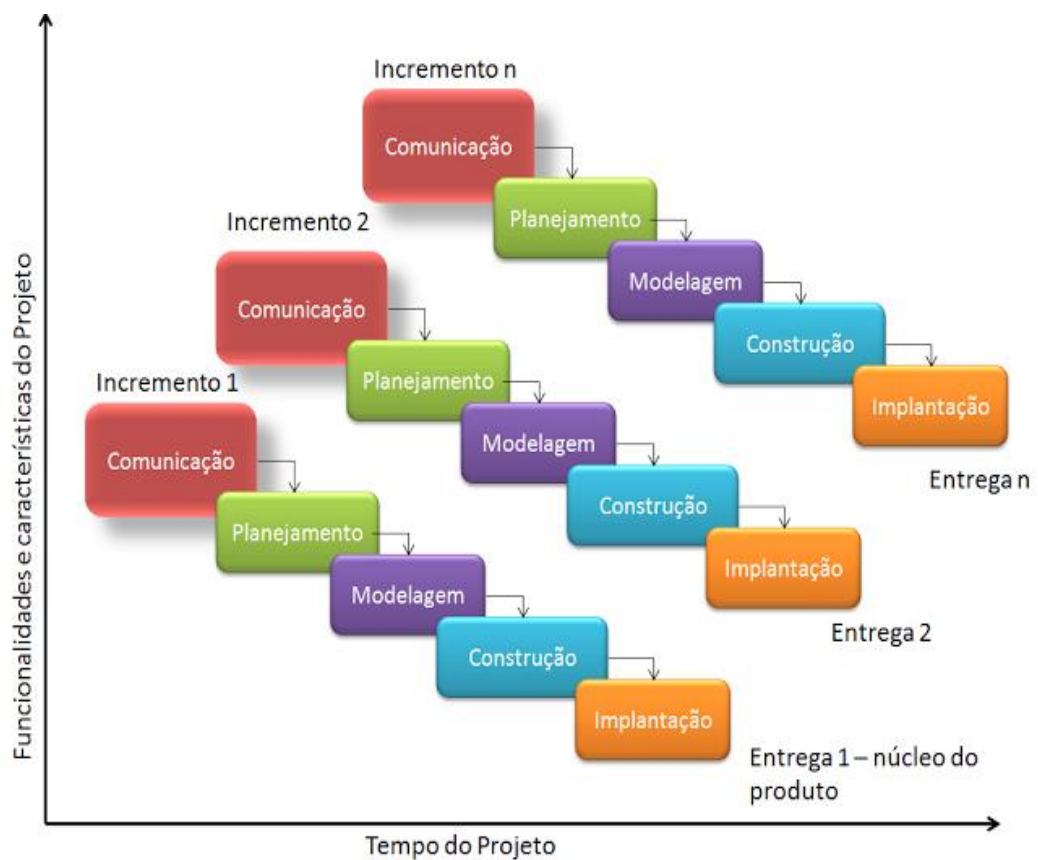 Funcionalidades e características do Projeto
Incremento n
Comunicação
Planejamento
Modelagem
Construção
Implantação
Entrega n
Incremento 2
Comunicação
Planejamento
Modelagem
Construção
Implantação
Entrega 2
Incremento 1
Comunicação
Planejamento
Modelagem
Construção
Implantação
Entrega 1 – núcleo do
produto
Tempo do Projeto